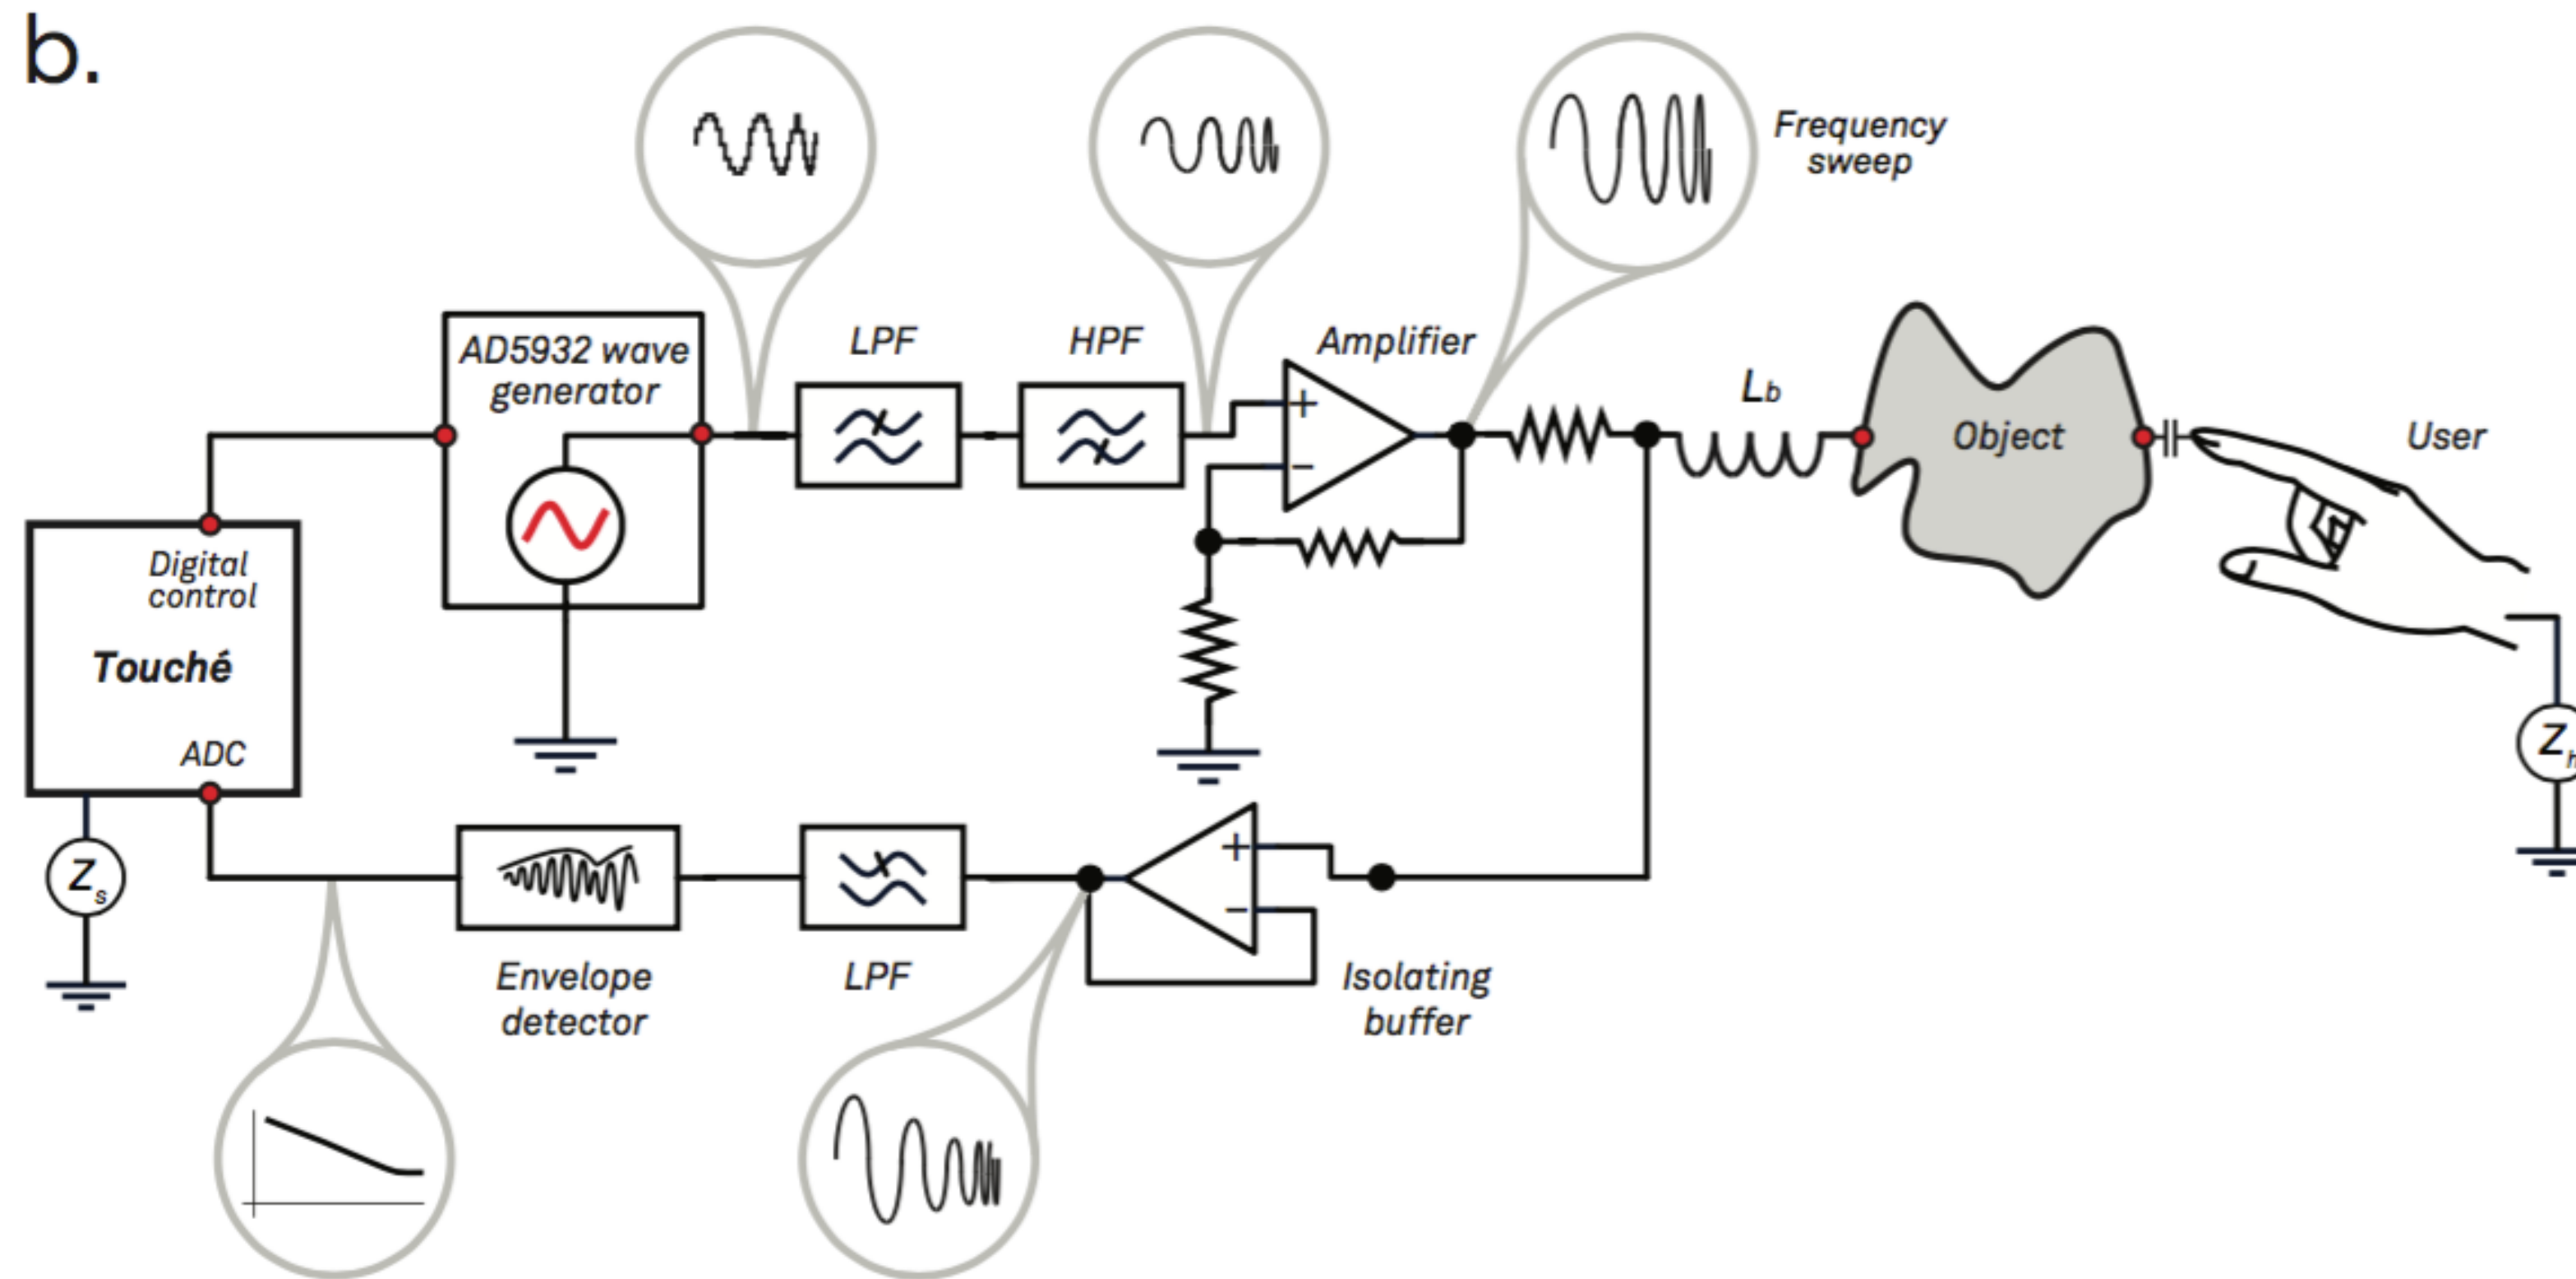 b.
Frequency
sweep
AD5932 wave
generator
LPF
HPF
Amplifier
+
−
Lb
Object
User
Digital
control
Touché
ADC
Zs
Zh
Envelope
detector
LPF
+
−
Isolating
buffer